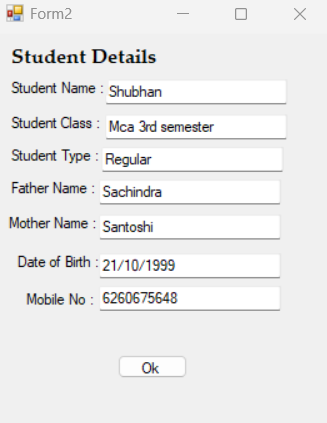 Form2
Student Details
Student Name : Shubhan
Student Class : Mca 3rd semester
Student Type : Regular
Father Name : Sachindra
Mother Name : Santoshi
Date of Birth : 21/10/1999
Mobile No : 6260675648
Ok